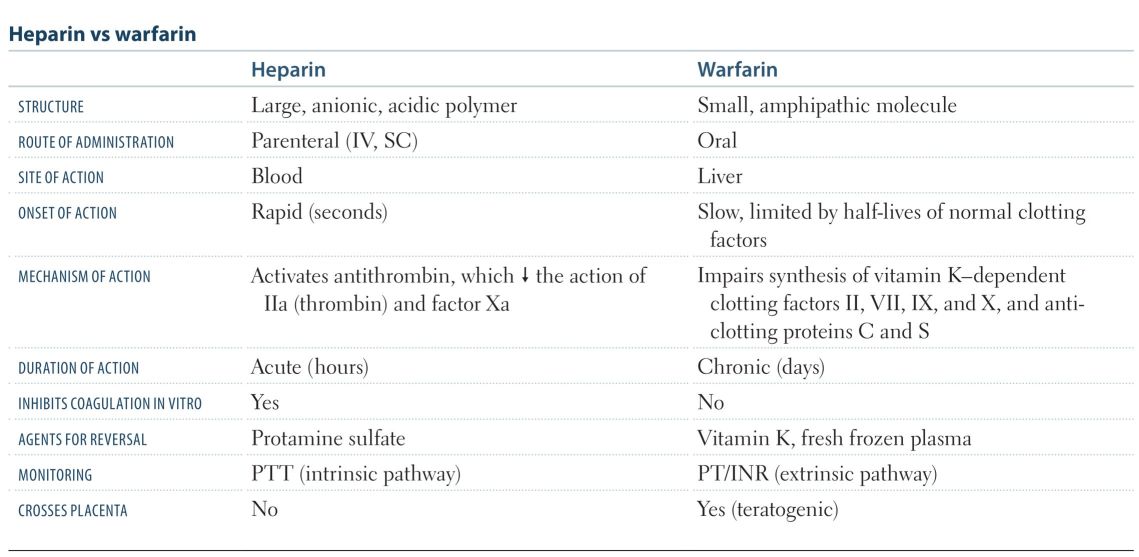 Heparin vs warfarin
Heparin Warfarin
STRUCTURE Large, anionic, acidic polymer Small, amphipathic molecule
ROUTE OF ADMINISTRATION Parenteral (IV, SC) Oral
SITE OF ACTION Blood Liver
ONSET OF ACTION Rapid (seconds) Slow, limited by half-lives of normal clotting
factors
MECHANISM OF ACTION Activates antithrombin, which ↓ the action of Impairs synthesis of vitamin K–dependent
IIa (thrombin) and factor Xa clotting factors II, VII, IX, and X, and anti-
clotting proteins C and S
DURATION OF ACTION Acute (hours) Chronic (days)
INHIBITS COAGULATION IN VITRO Yes No
AGENTS FOR REVERSAL Protamine sulfate Vitamin K, fresh frozen plasma
MONITORING PTT (intrinsic pathway) PT/INR (extrinsic pathway)
CROSSES PLACENTA No Yes (teratogenic)